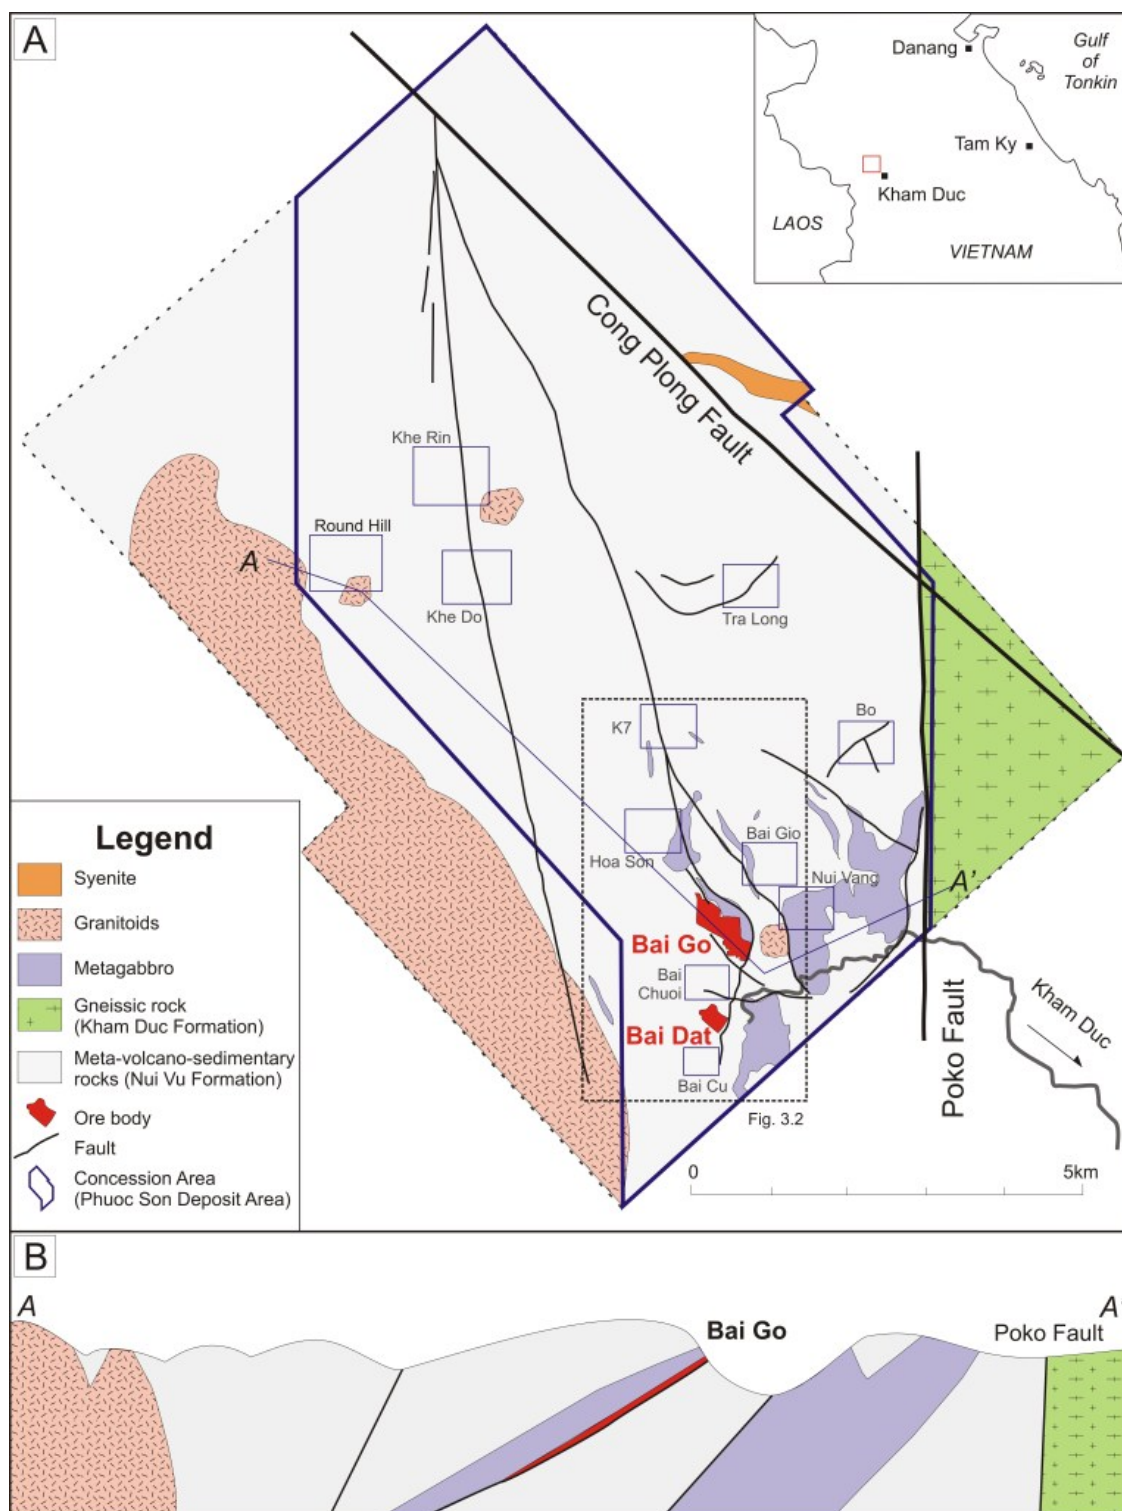 A
Danang
Gulf
of
Tonkin
Tam Ky
Kham Duc
LAOS
VIETNAM
Cong Plong Fault
Khe Rin
Round Hill
A
Khe Do
Tra Long
K7
Bo
Hoa Son
Bai Gio
Nui Vang
A'
Bai Go
Bai
Chuoi
Bai Dat
Bai Cu
Poko Fault
Kham Duc
Fig. 3.2
0
5km
Legend
Syenite
Granitoids
Metagabbro
Gneissic rock
(Kham Duc Formation)
Meta-volcano-sedimentary
rocks (Nui Vu Formation)
Ore body
Fault
Concession Area
(Phuoc Son Deposit Area)
B
A
Bai Go
Poko Fault
A'